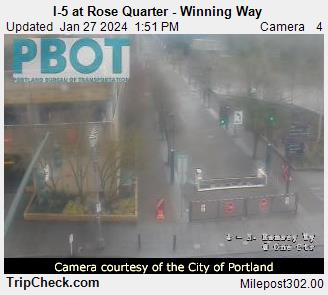 I-5 at Rose Quarter - Winning Way
Updated Jan 27 2024 1:51 PM Camera 4
PBOT
PORTLAND BUREAU OF TRANSPORTATION
Camera courtesy of the City of Portland
TripCheck.com Milepost302.00